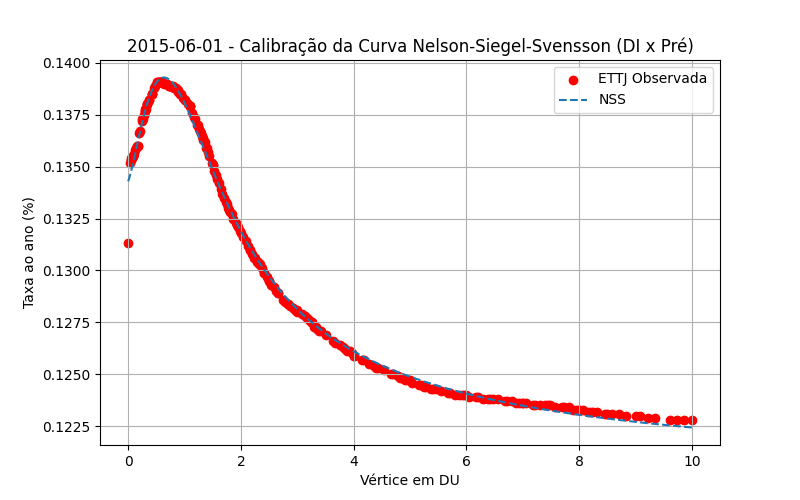 2015-06-01 - Calibração da Curva Nelson-Siegel-Svensson (DI x Pré)
ETTJ Observada
NSS
Taxa ao ano (%)
0.1400
0.1375
0.1350
0.1325
0.1300
0.1275
0.1250
0.1225
0 2 4 6 8 10
Vértice em DU